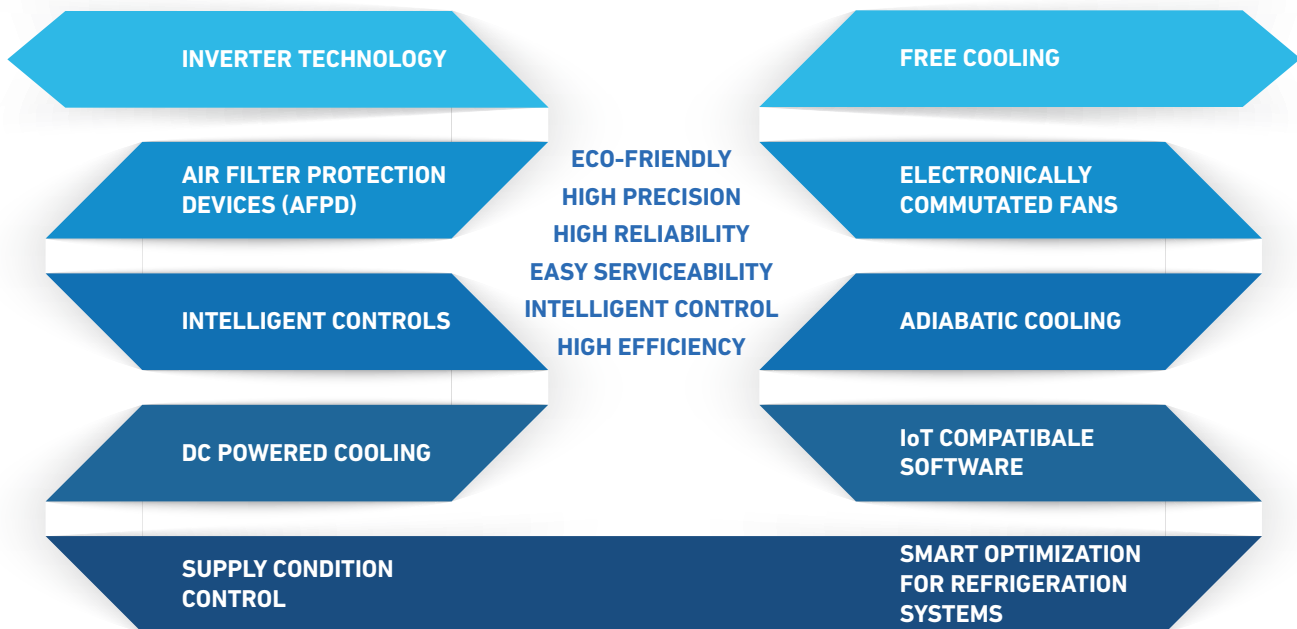 INVERTER TECHNOLOGY
AIR FILTER PROTECTION
DEVICES (AFPD)
INTELLIGENT CONTROLS
DC POWERED COOLING
SUPPLY CONDITION
CONTROL
ECO-FRIENDLY
HIGH PRECISION
HIGH RELIABILITY
EASY SERVICEABILITY
INTELLIGENT CONTROL
HIGH EFFICIENCY
FREE COOLING
ELECTRONICALLY
COMMUTATED FANS
ADIABATIC COOLING
IoT COMPATIBALE
SOFTWARE
SMART OPTIMIZATION
FOR REFRIGERATION
SYSTEMS